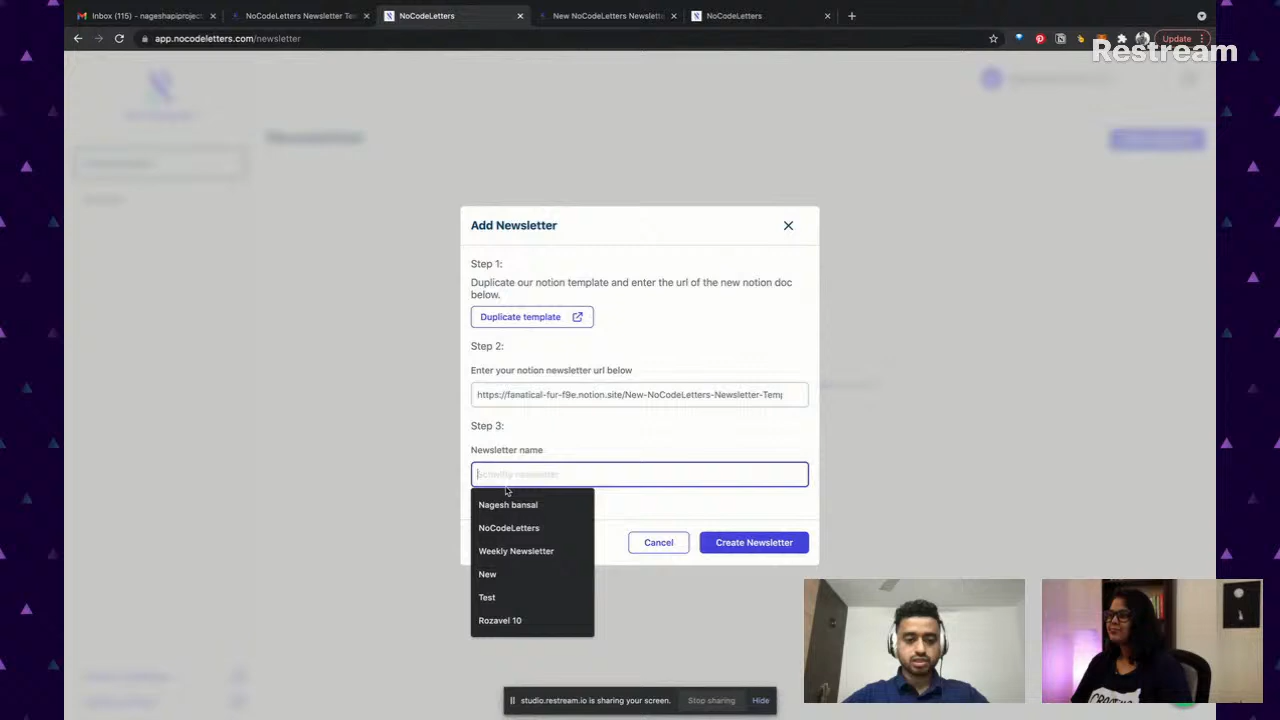 Inbox (115) - nageshapiproject
NoCodeLetters Newsletter Te
NoCodeLetters
New NoCodeLetters Newslette
NoCodeLetters
app.nocodeletters.com/newsletter
Update
Restream
Add Newsletter
Step 1:
Duplicate our notion template and enter the url of the new notion doc
below.
Duplicate template
Step 2:
Enter your notion newsletter url below
https://fanatical-fur-f9e.notion.site/New-NoCodeLetters-Newsletter-Temp
Step 3:
Newsletter name
newsletter
Nagesh bansal
NoCodeLetters
Weekly Newsletter
New
Test
Rozavel 10
Cancel
Create Newsletter
studio.restream.io is sharing your screen.
Stop sharing
Hide